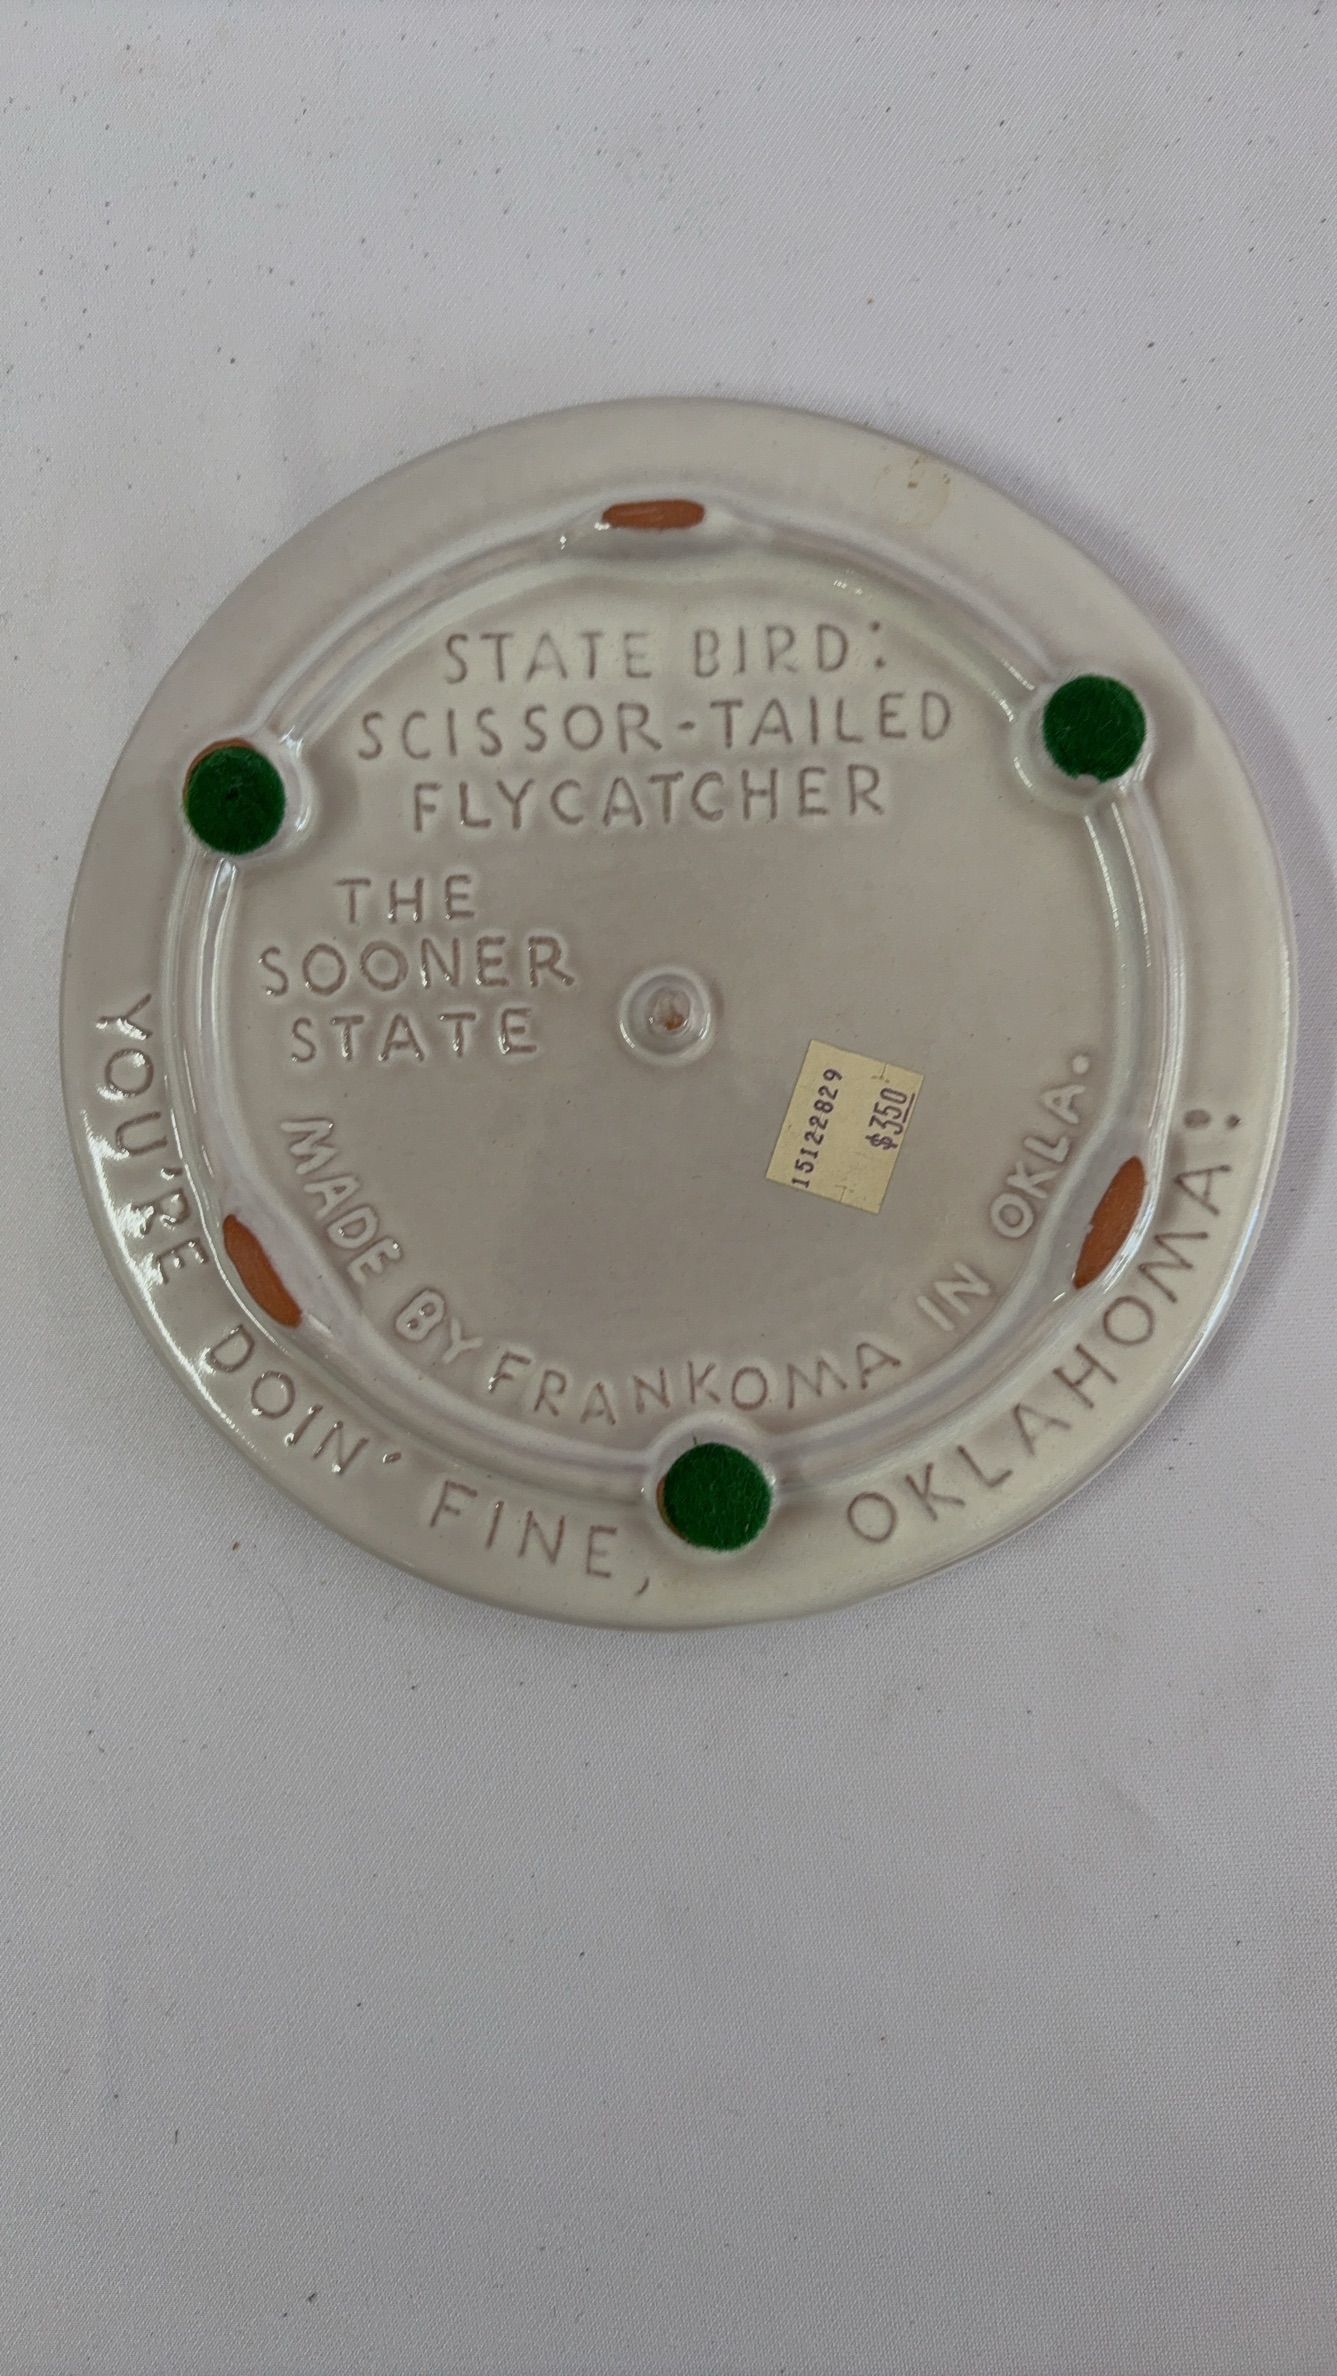 STATE BIRD:
SCISSOR-TAILED
FLYCATCHER
THE
SOONER
STATE
MADE BY FRANKOMA IN OKLA.
YOU'RE DOIN' FINE, OKLAHOMA:
15122829
$350